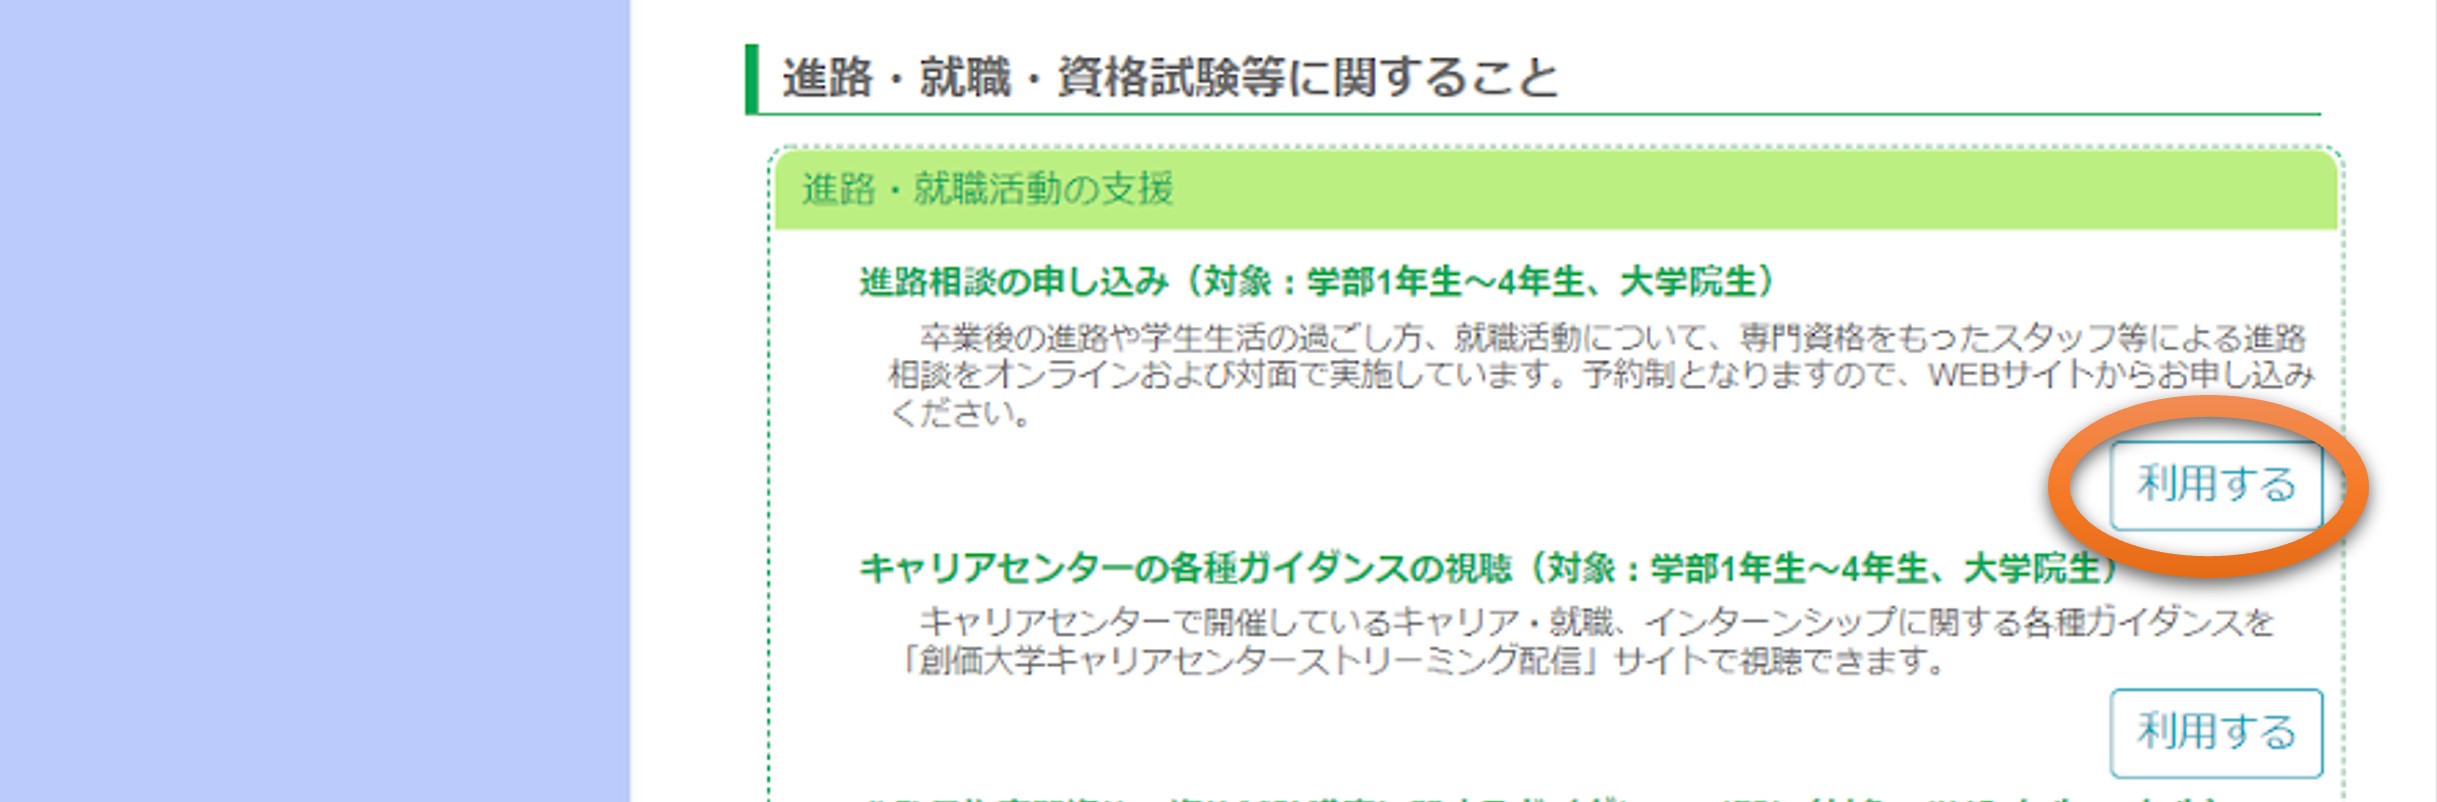 進路・就職・資格試験等に関すること
進路・就職活動の支援
進路相談の申し込み（対象：学部1年生～4年生、大学院生）
卒業後の進路や学生生活の過ごし方、就職活動について、専門資格をもったスタッフ等による進路
相談をオンラインおよび対面で実施しています。予約制となりますので、WEBサイトからお申し込み
ください。
利用する
キャリアセンターの各種ガイダンスの視聴（対象：学部1年生～4年生、大学院生）
キャリアセンターで開催しているキャリア・就職、インターンシップに関する各種ガイダンスを
「創価大学キャリアセンターストリーミング配信」サイトで視聴できます。
利用する